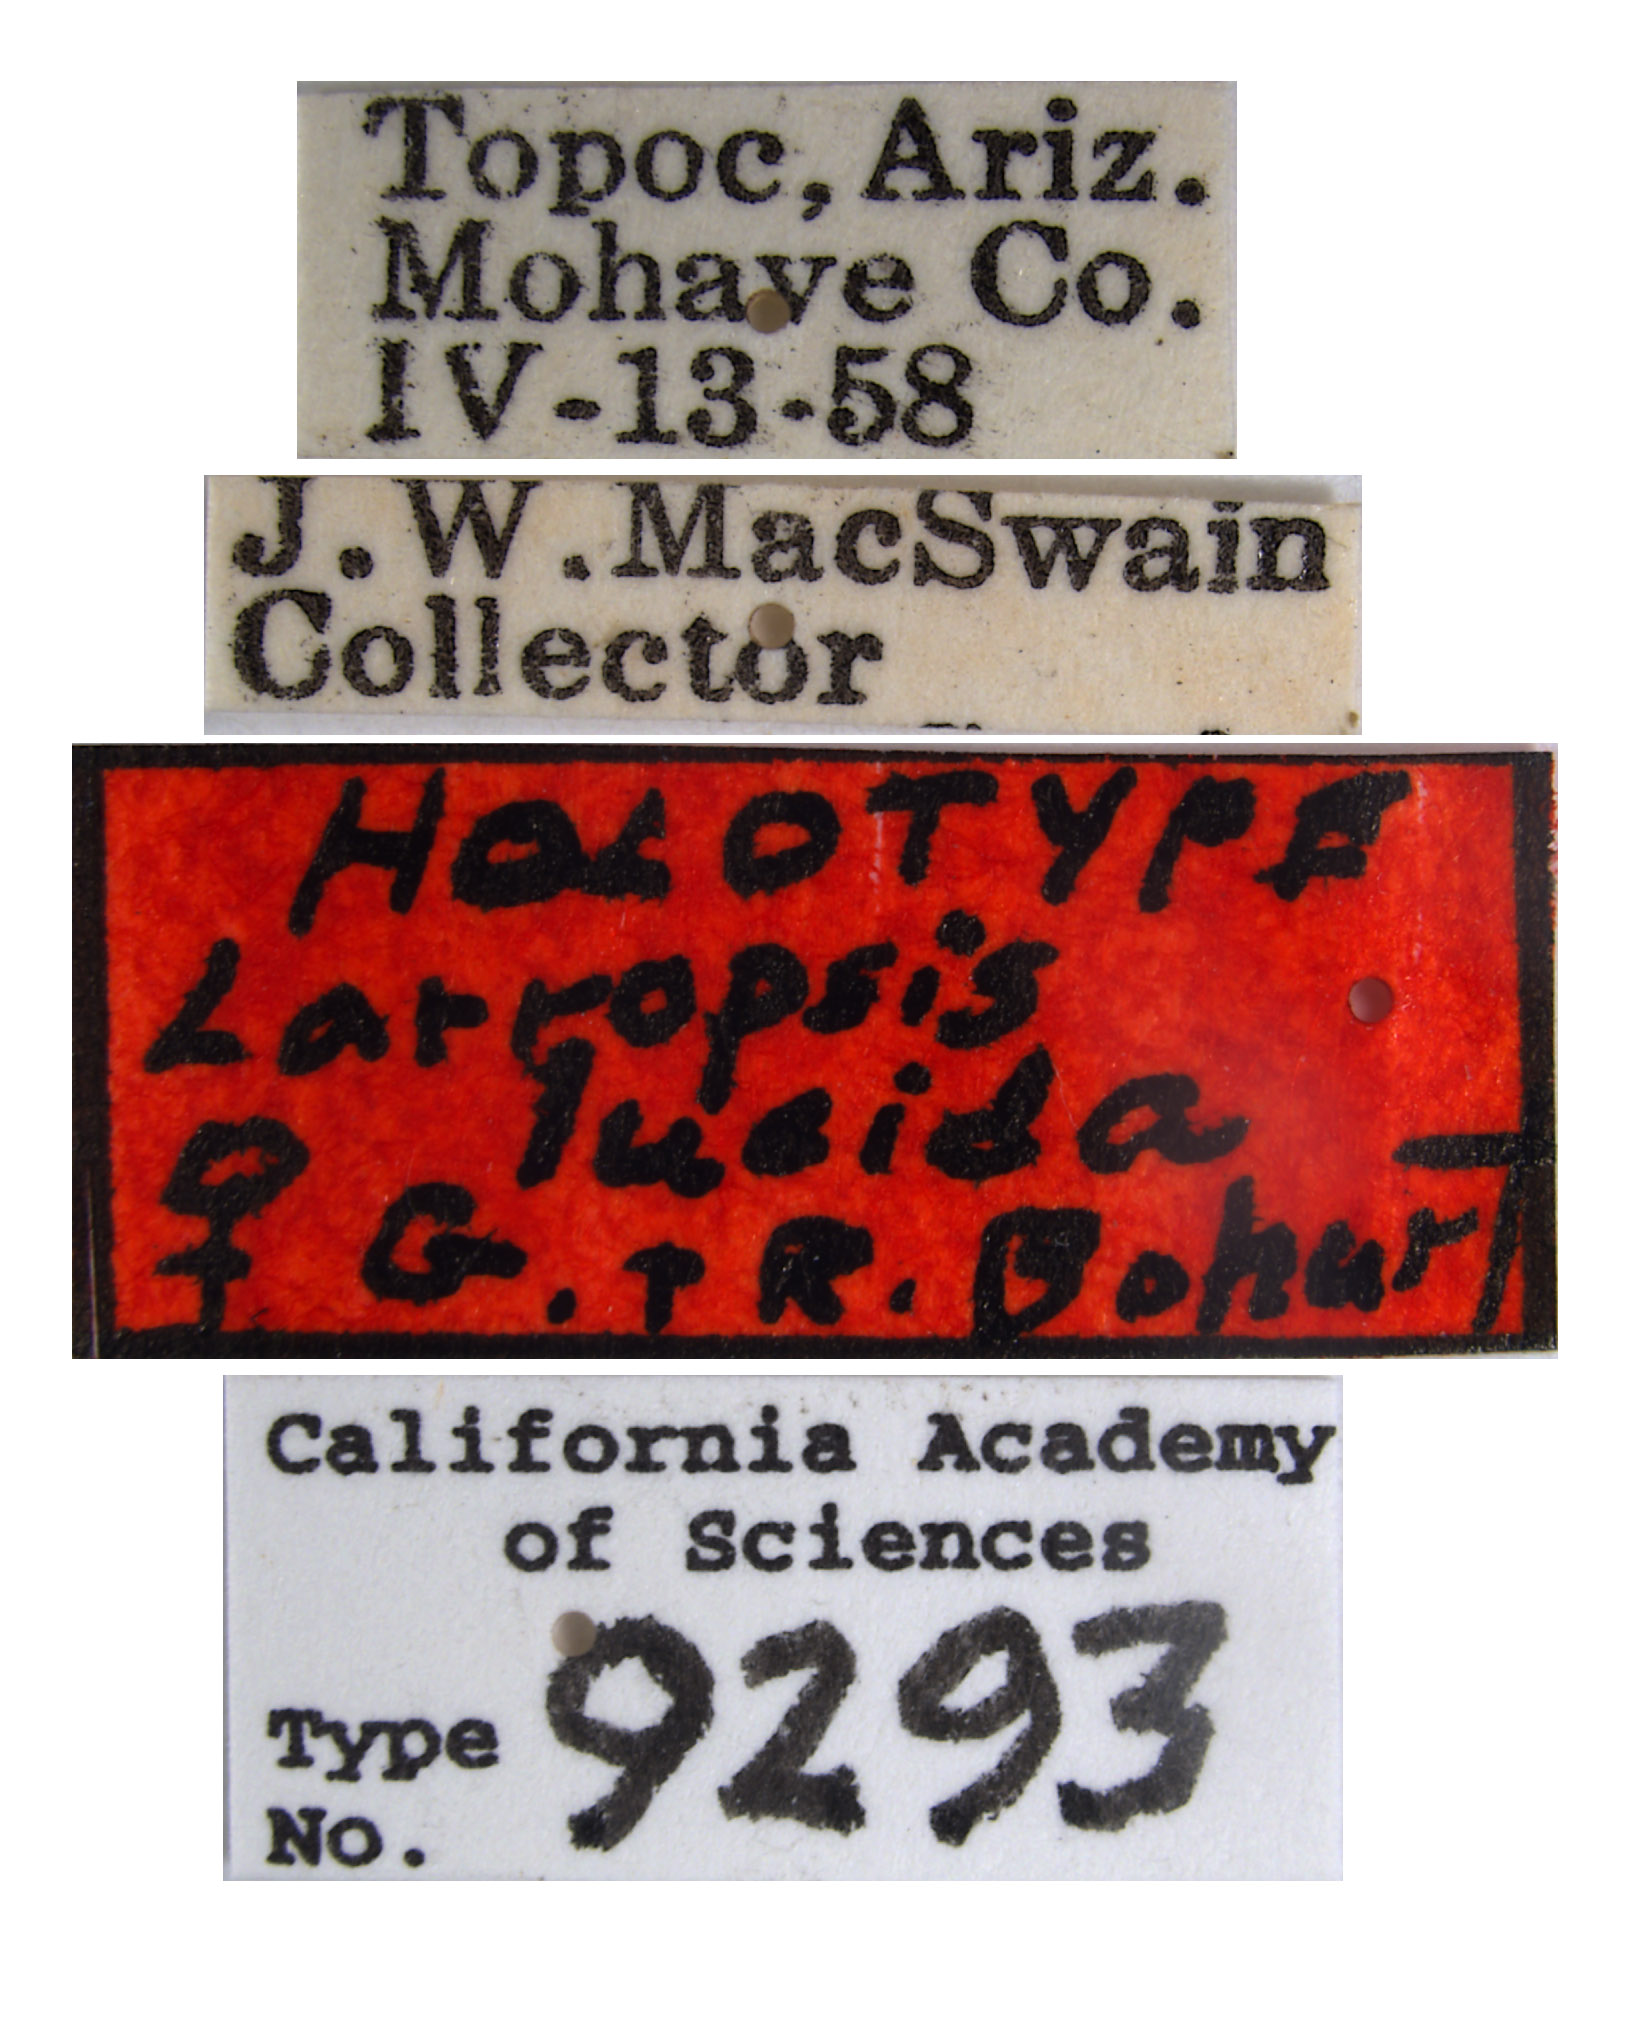 Topoc, Ariz.
Mohave Co.
IV-13-58
J. W. MacSwain
Collector
HOLOTYPE
Larropsis
lucida
♀ G. + R. Bohart
California Academy
of Sciences
Type
No. 9293